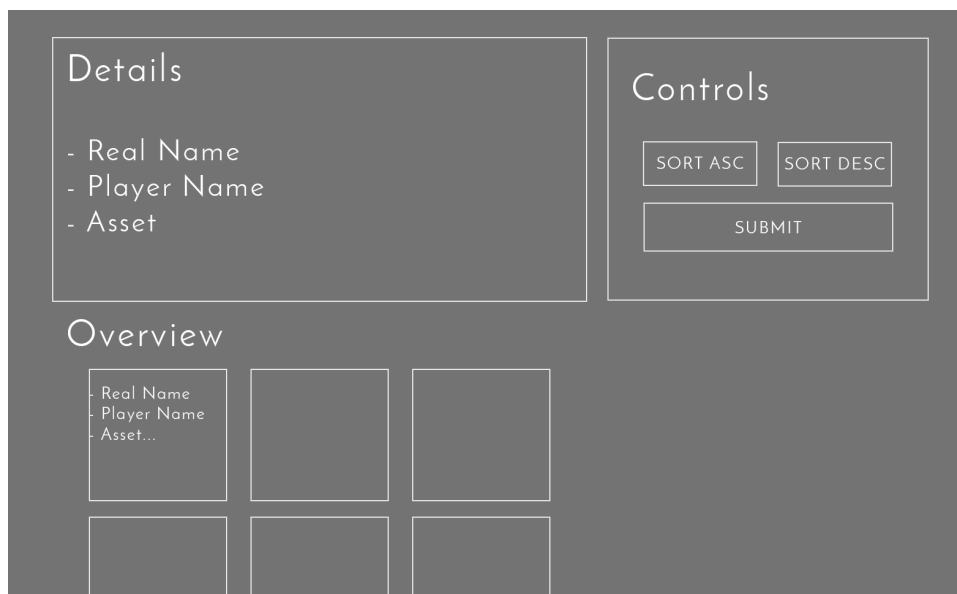 Details
- Real Name
- Player Name
- Asset
Controls
SORT ASC
SORT DESC
SUBMIT
Overview
- Real Name
- Player Name
- Asset...